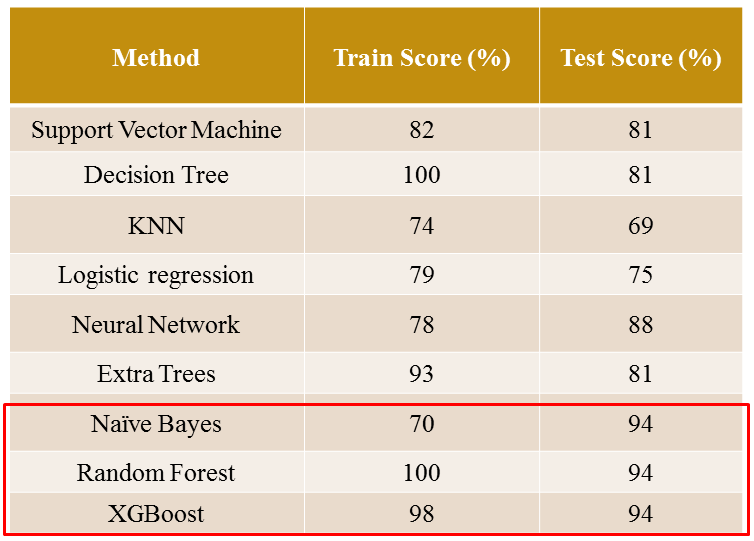 Method Train Score (%) Test Score (%)
Support Vector Machine 82 81
Decision Tree 100 81
KNN 74 69
Logistic regression 79 75
Neural Network 78 88
Extra Trees 93 81
Naïve Bayes 70 94
Random Forest 100 94
XGBoost 98 94